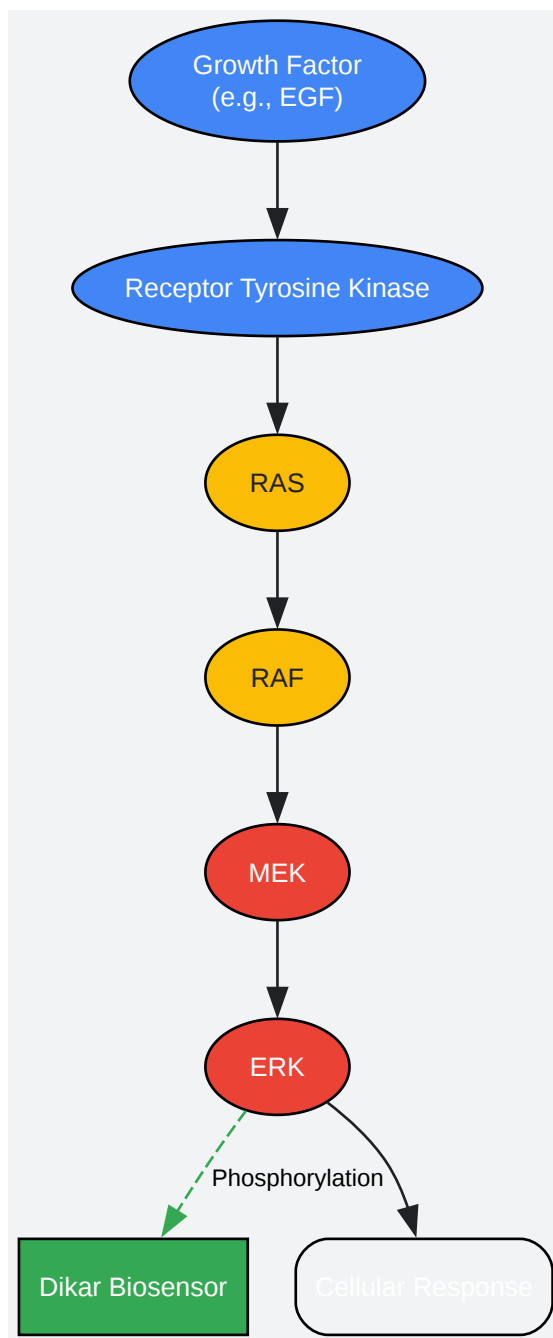 Growth Factor
(e.g., EGF)
Receptor Tyrosine Kinase
RAS
RAF
MEK
ERK
Phosphorylation
Dikar Biosensor
Cellular Response